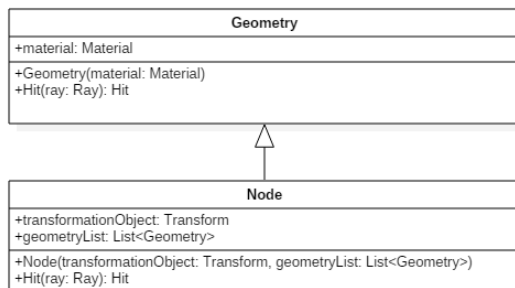 Geometry
+material: Material
+Geometry(material: Material)
+Hit(ray: Ray): Hit
Node
+transformationObject: Transform
+geometryList: List<Geometry>
+Node(transformationObject: Transform, geometryList: List<Geometry>)
+Hit(ray: Ray): Hit